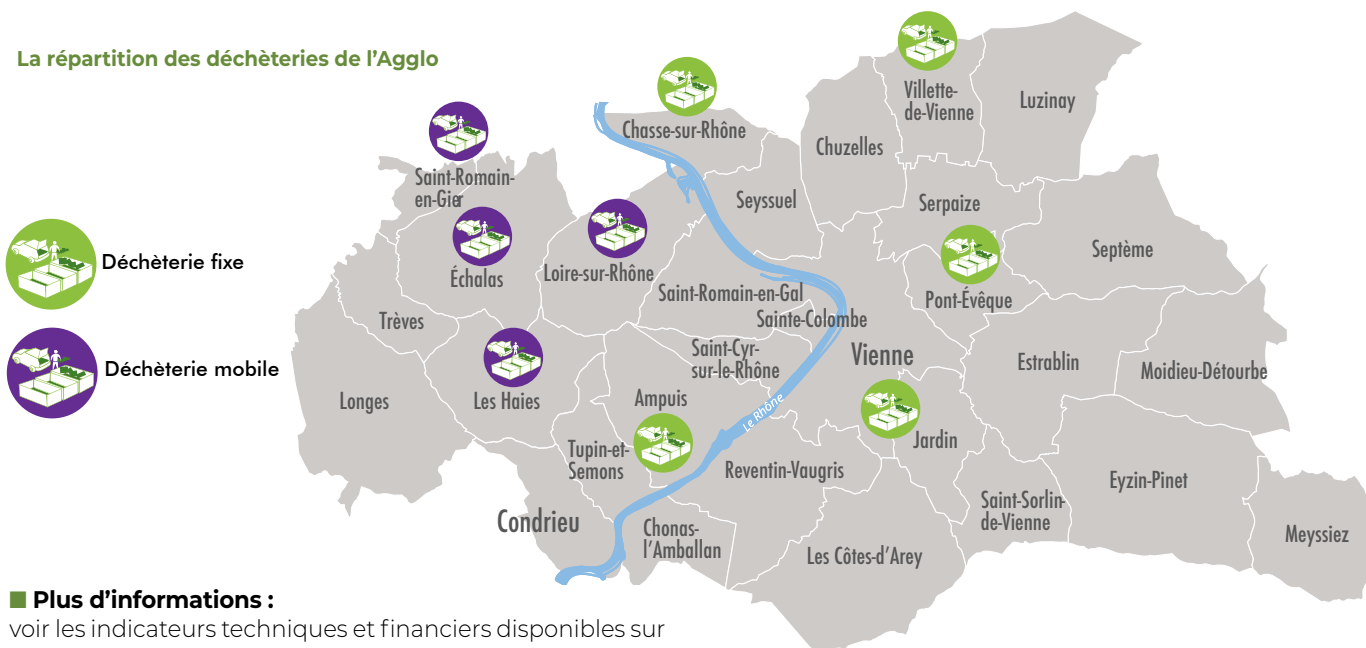 La répartition des déchèteries de l'Agglo
Villette-
de-Vienne
Luzinay
Chasse-sur-Rhône
Chuzelles
Saint-Romain-
en-Gier
Seyssuel
Serpaize
Déchèterie fixe
Échalas
Loire-sur-Rhône
Septème
Saint-Romain-en-Gal
Pont-Évêque
Trèves
Sainte-Colombe
Déchèterie mobile
Saint-Cyr-
sur-le-Rhône
Vienne
Estrablin
Moidieu-Détourbe
Longes
Les Haies
Ampuis
Le Rhône
Jardin
Tupin-et-
Semons
Reventin-Vaugris
Eyzin-Pinet
Condrieu
Saint-Sorlin-
de-Vienne
Chonas-
l'Amballan
Les Côtes-d'Arey
Meyssiez
Plus d'informations :
voir les indicateurs techniques et financiers disponibles sur